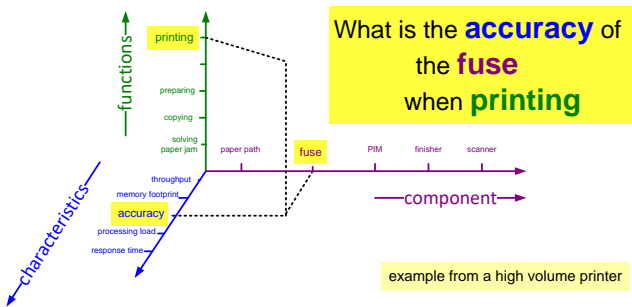 What is the accuracy of
the fuse
when printing
printing
functions
preparing
copying
solving
paper jam
paper path
fuse
PIM
finisher
scanner
throughput
memory footprint
component
accuracy
characteristics
processing load
response time
example from a high volume printer